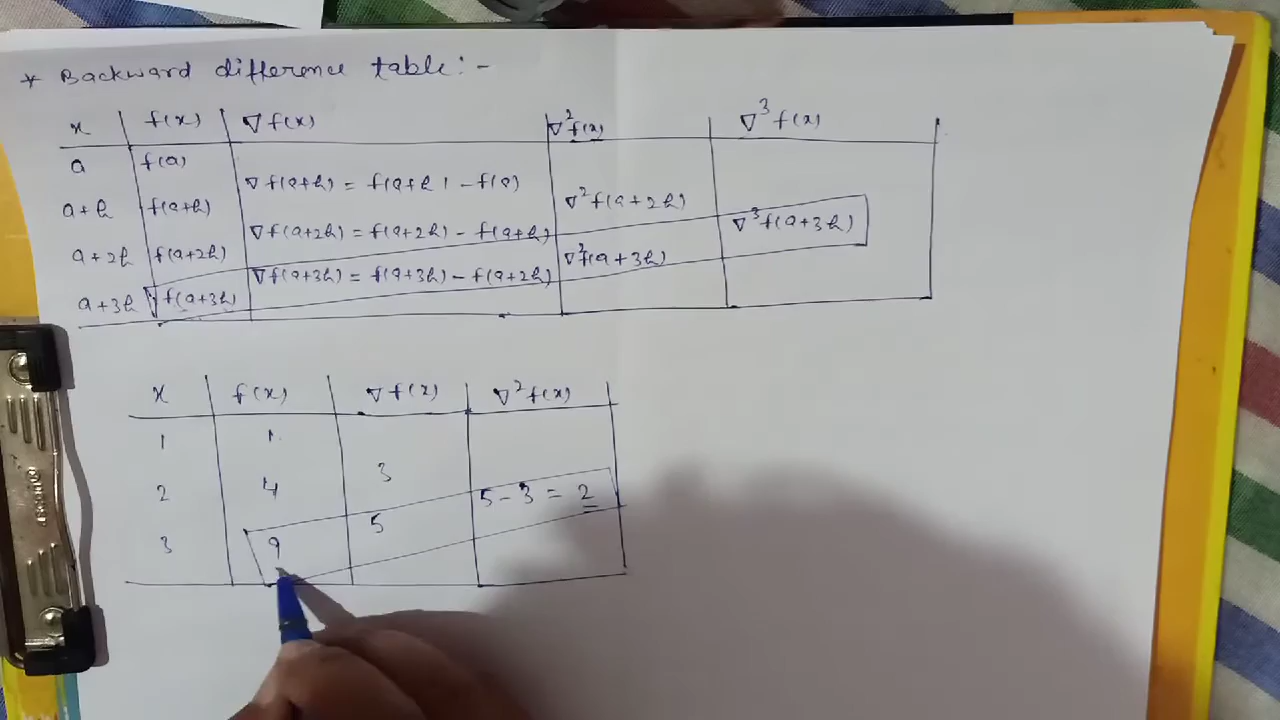 * Backward difference table:-
x f(x) ∇f(x) ∇²f(x) ∇³f(x)
a f(a)
∇f(a+h) = f(a+h) - f(a)
a+h f(a+h) ∇²f(a+2h)
∇f(a+2h) = f(a+2h) - f(a+h) ∇³f(a+3h)
a+2h f(a+2h) ∇²f(a+3h)
∇f(a+3h) = f(a+3h) - f(a+2h)
a+3h ∇f(a+3h)
x f(x) ∇f(x) ∇²f(x)
1 1
3
2 4 5-3 = 2
5
3 9